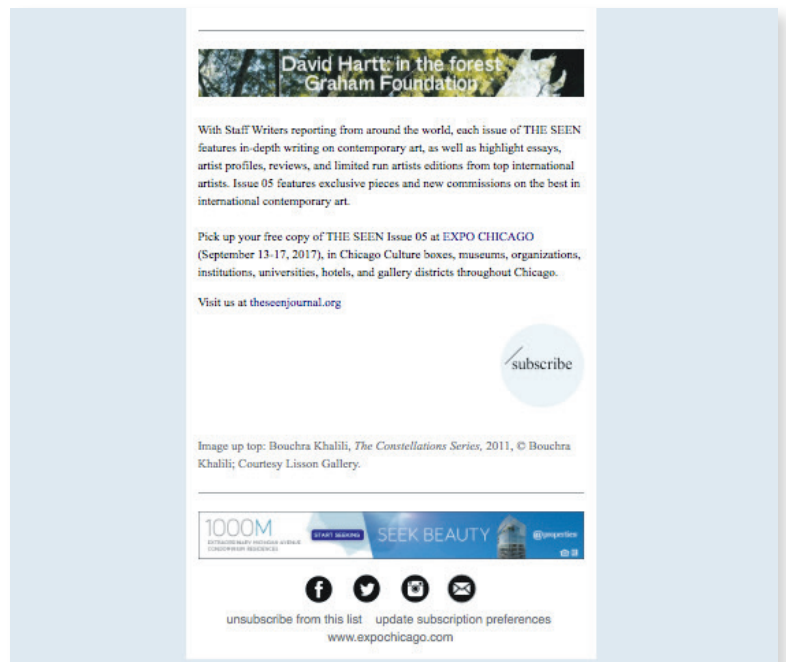 David Hartt: in the forest
Graham Foundation
With Staff Writers reporting from around the world, each issue of THE SEEN
features in-depth writing on contemporary art, as well as highlight essays,
artist profiles, reviews, and limited run artists editions from top international
artists. Issue 05 features exclusive pieces and new commissions on the best in
international contemporary art.
Pick up your free copy of THE SEEN Issue 05 at EXPO CHICAGO
(September 13-17, 2017), in Chicago Culture boxes, museums, organizations,
institutions, universities, hotels, and gallery districts throughout Chicago.
Visit us at theseenjournal.org
subscribe
Image up top: Bouchra Khalili, The Constellations Series, 2011, © Bouchra
Khalili; Courtesy Lisson Gallery.
1000M
EXTRAORDINARY MICHIGAN AVENUE
CONDOMINIUM RESIDENCES
START SEEKING
SEEK BEAUTY
@properties
unsubscribe from this list update subscription preferences
www.expochicago.com